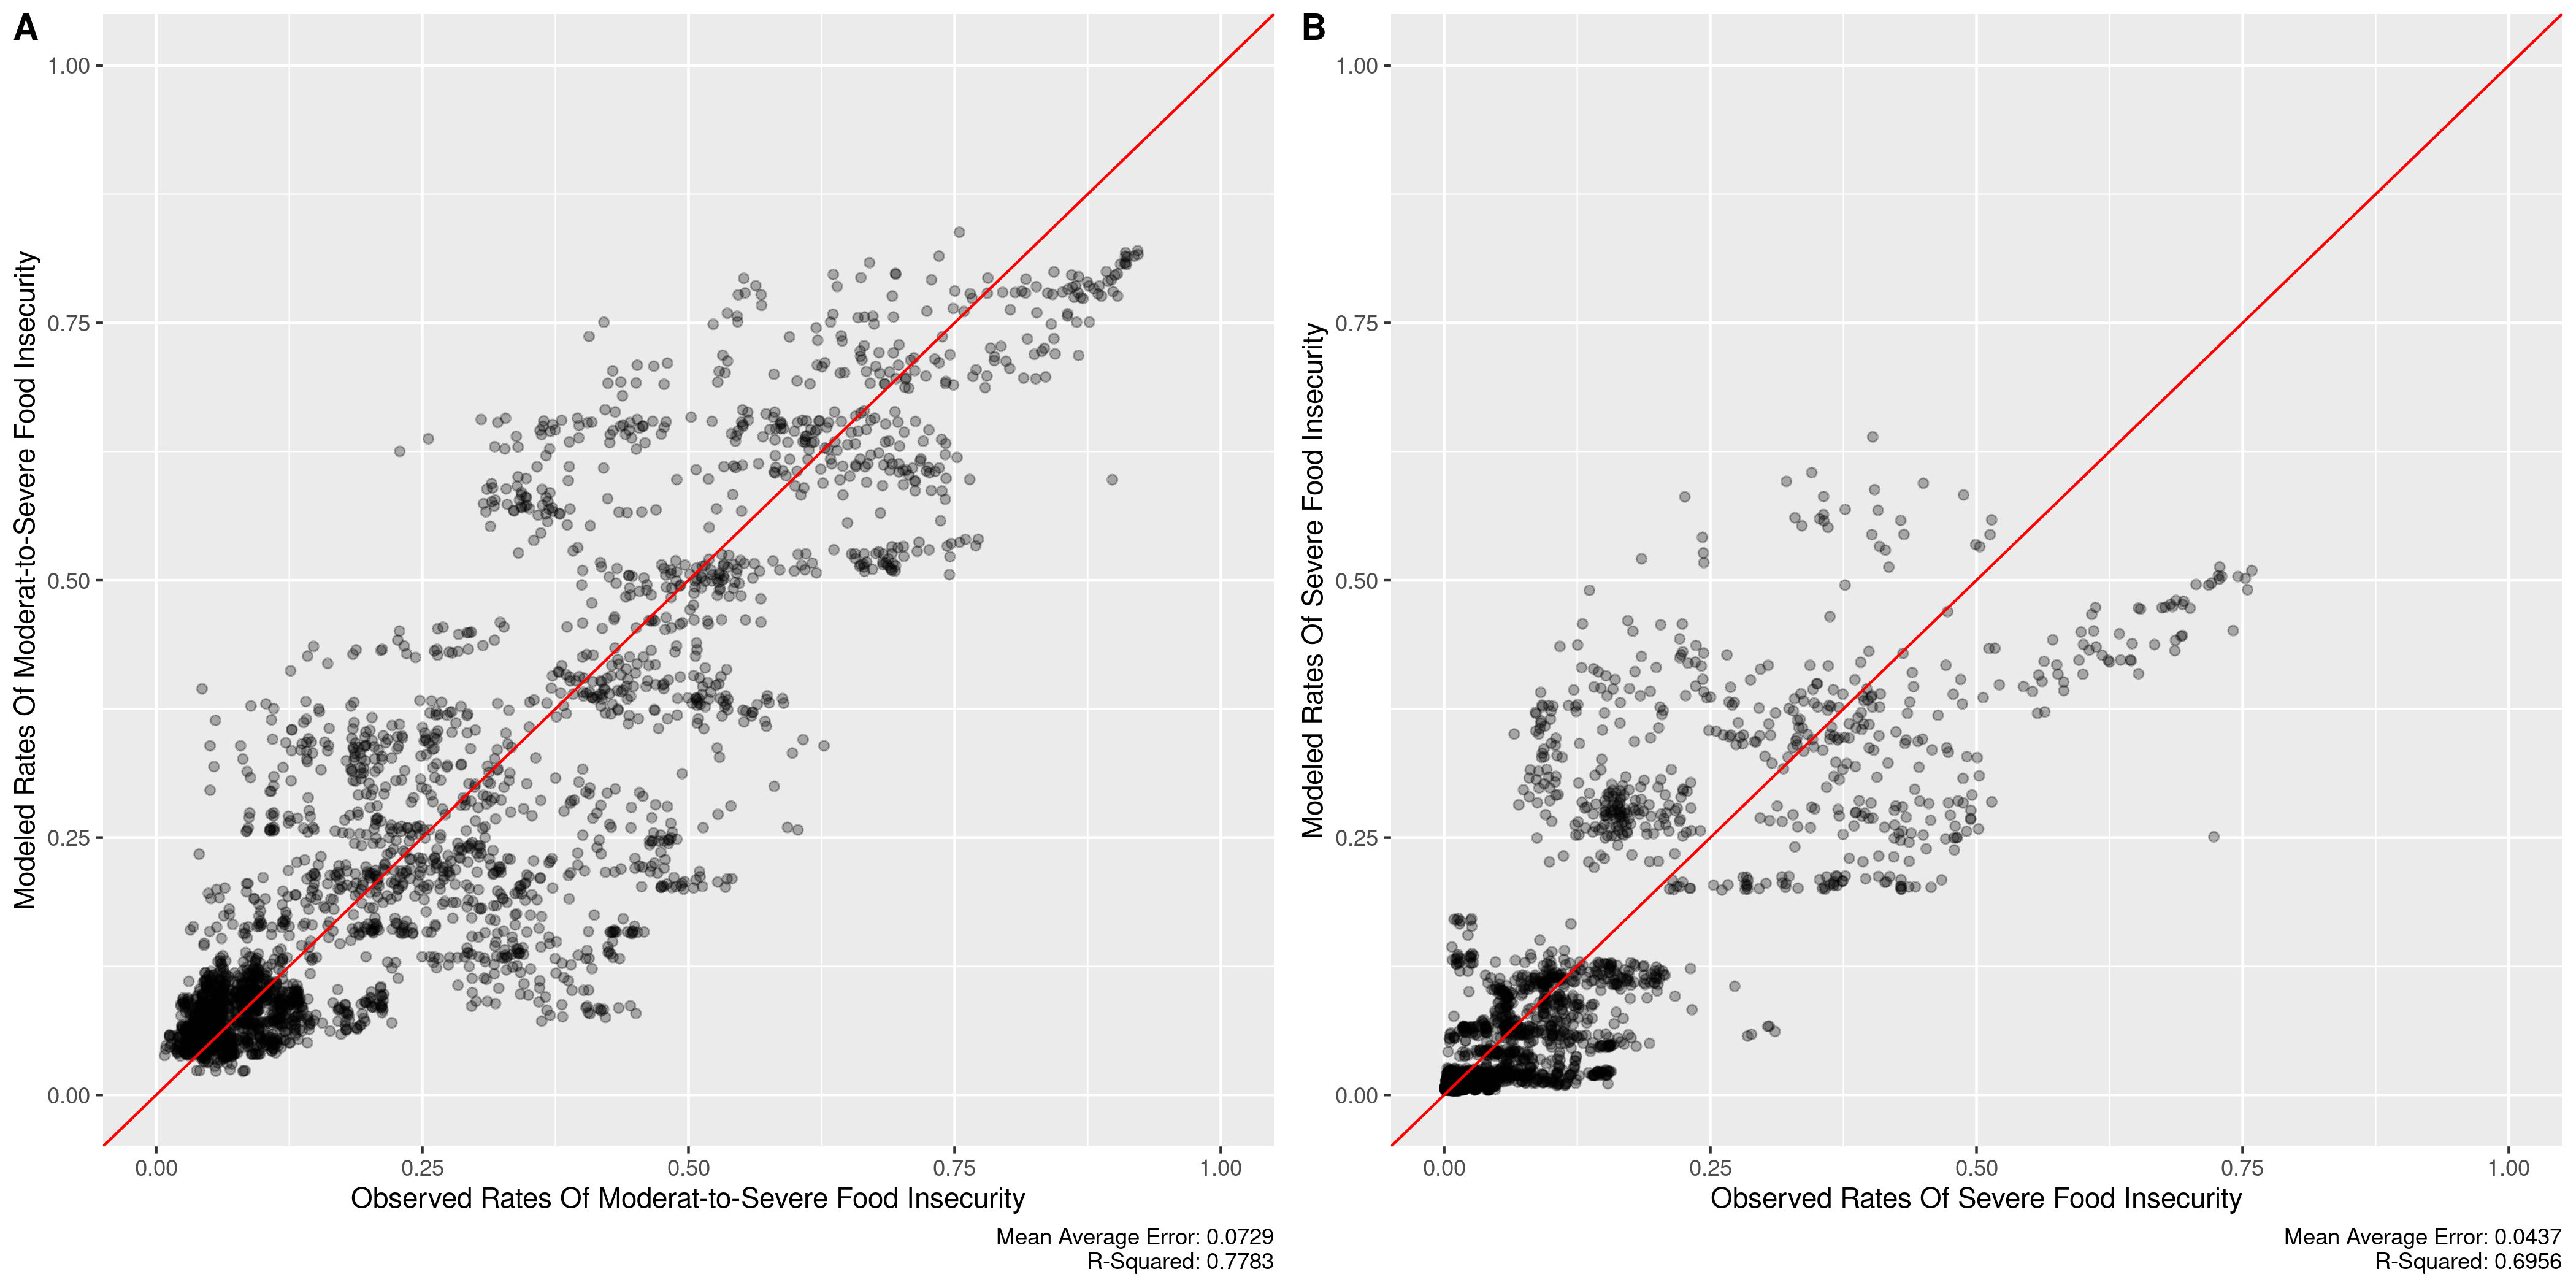 A
Modeled Rates Of Moderat-to-Severe Food Insecurity
1.00
0.75
0.50
0.25
0.00
0.00 0.25 0.50 0.75 1.00
Observed Rates Of Moderat-to-Severe Food Insecurity
Mean Average Error: 0.0729
R-Squared: 0.7783
B
Modeled Rates Of Severe Food Insecurity
1.00
0.75
0.50
0.25
0.00
0.00 0.25 0.50 0.75 1.00
Observed Rates Of Severe Food Insecurity
Mean Average Error: 0.0437
R-Squared: 0.6956